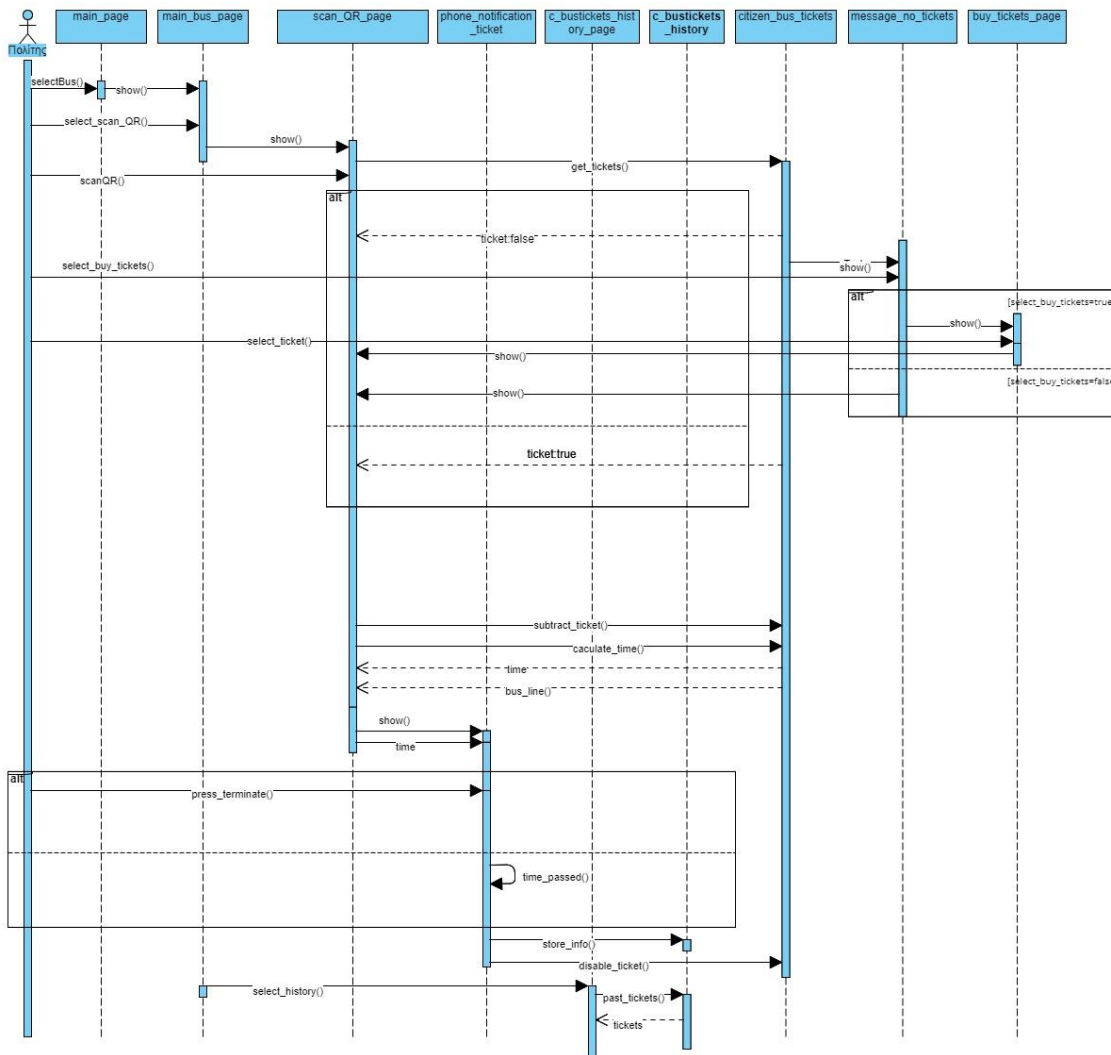 main_page
main_bus_page
scan_QR_page
phone_notification
_ticket
c_bustickets_hist
ory_page
c_bustickets
_history
citizen_bus_tickets
message_no_tickets
buy_tickets_page
Πολίτης
selectBus()
show()
select_scan_QR()
show()
get_tickets()
scanQR()
alt
ticket:false
select_buy_tickets()
show()
alt
[select_buy_tickets=true
show()
select_ticket()
show()
[select_buy_tickets=false
show()
ticket:true
subtract_ticket()
caculate_time()
time
bus_line()
show()
time
alt
press_terminate()
time_passed()
store_info()
disable_ticket()
select_history()
past_tickets()
tickets